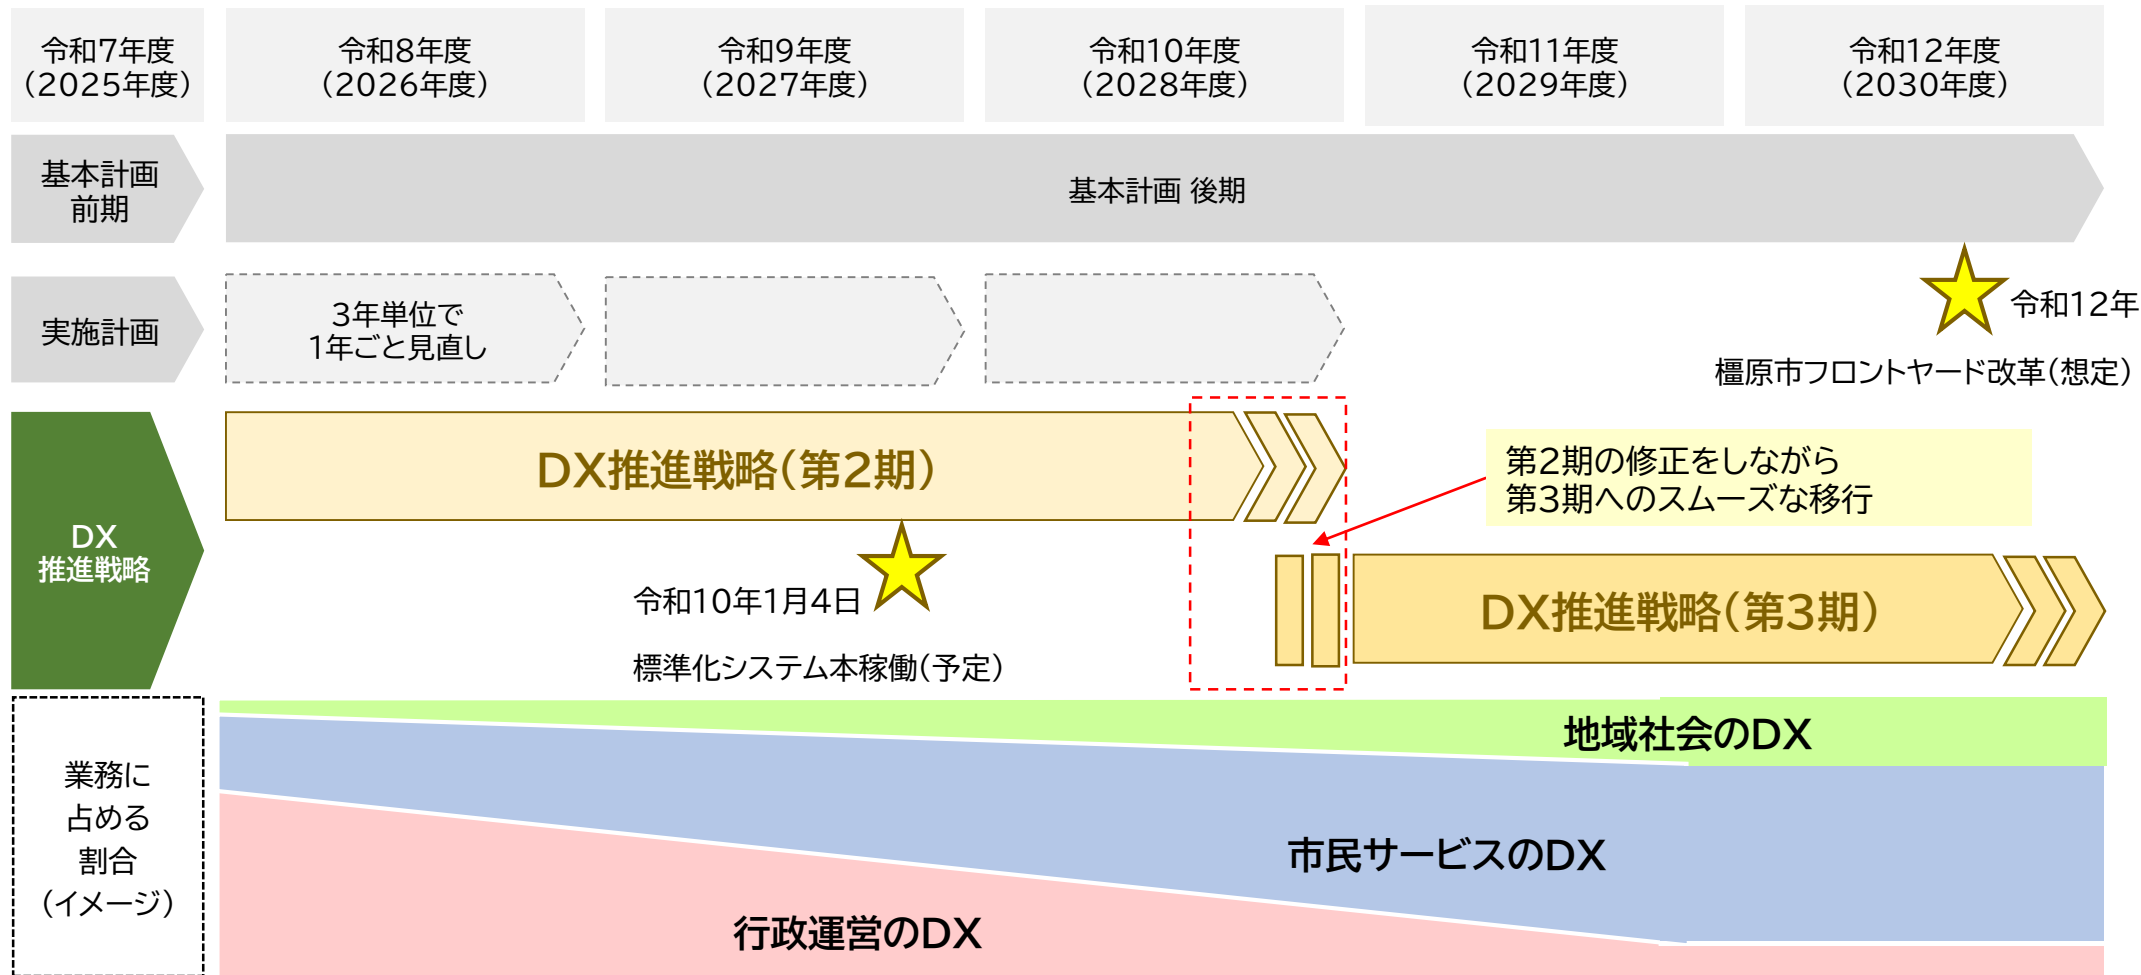 令和7年度
（2025年度）
令和8年度
（2026年度）
令和9年度
（2027年度）
令和10年度
（2028年度）
令和11年度
（2029年度）
令和12年度
（2030年度）
基本計画
前期
基本計画 後期
実施計画
3年単位で
1年ごと見直し
令和12年
橿原市フロントヤード改革（想定）
DX
推進戦略
DX推進戦略（第2期）
第2期の修正をしながら
第3期へのスムーズな移行
令和10年1月4日
標準化システム本稼働（予定）
DX推進戦略（第3期）
業務に
占める
割合
（イメージ）
地域社会のDX
市民サービスのDX
行政運営のDX